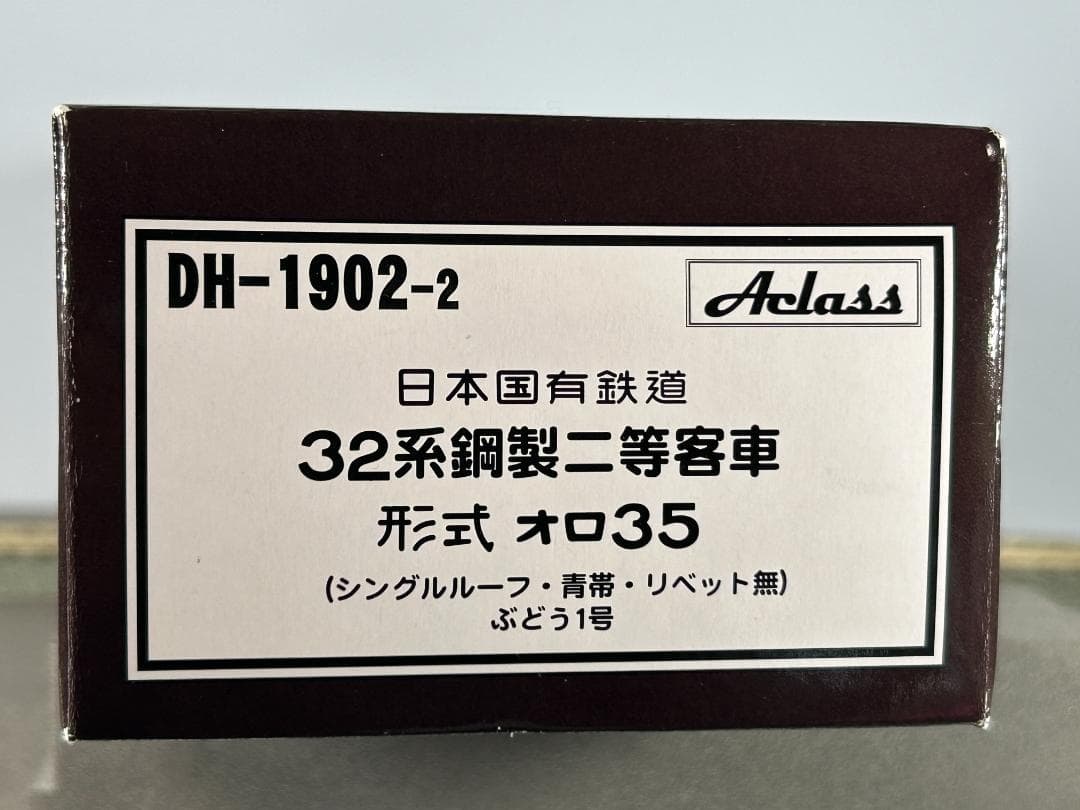 DH-1902-2
Aclass
日本国有鉄道
32系鋼製二等客車
形式 オロ35
(シングルルーフ・青帯・リベット無)
ぶどう1号